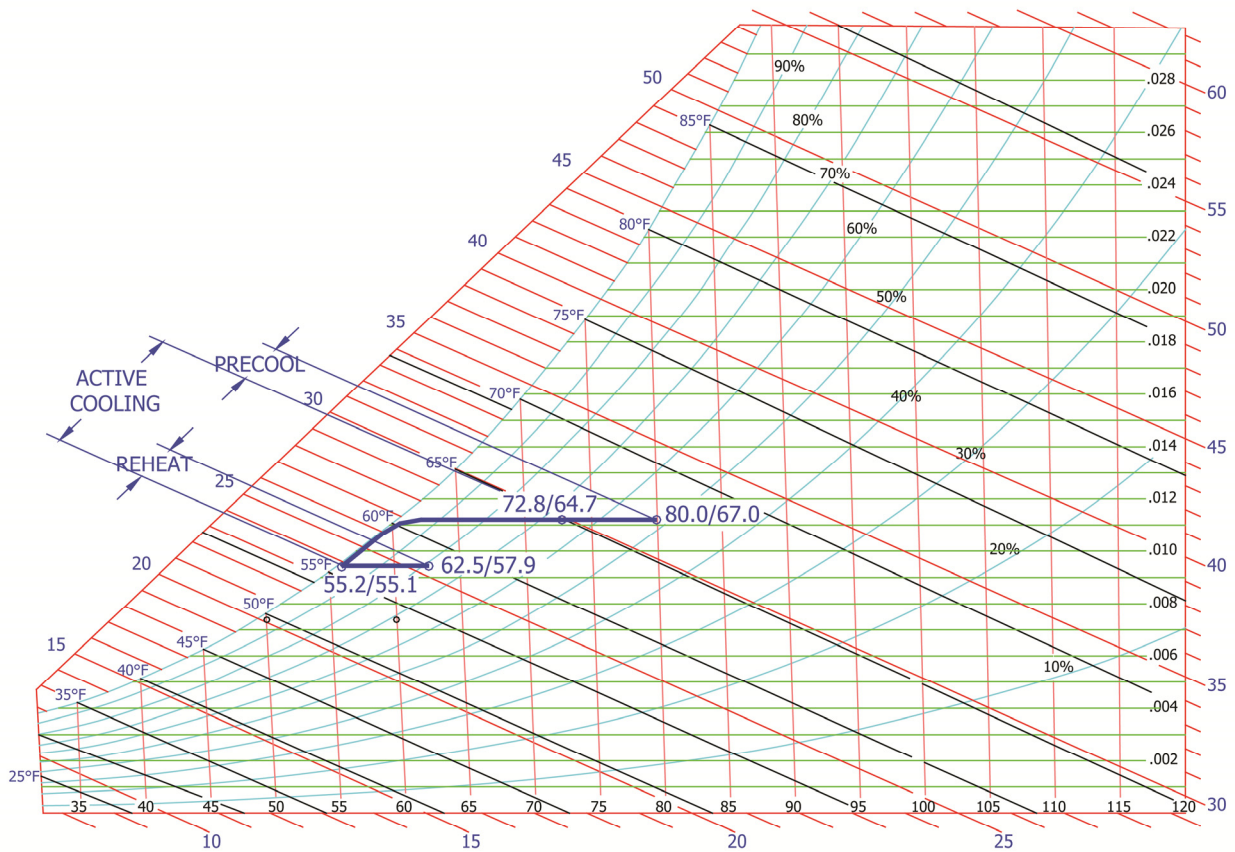 90%
.028
50
60
80%
85°F
.026
45
70%
.024
55
80°F
60%
.022
40
50%
.020
35
75°F
50
.018
PRECOOL
ACTIVE
COOLING
30
70°F
40%
.016
REHEAT
65°F
30%
.014
45
25
72.8/64.7
.012
60°F
80.0/67.0
20
55°F
62.5/57.9
20%
.010
40
55.2/55.1
50°F
.008
15
45°F
.006
40°F
10%
35
35°F
.004
25°F
.002
35 40 45 50 55 60 65 70 75 80 85 90 95 100 105 110 115 120
30
10 15 20 25